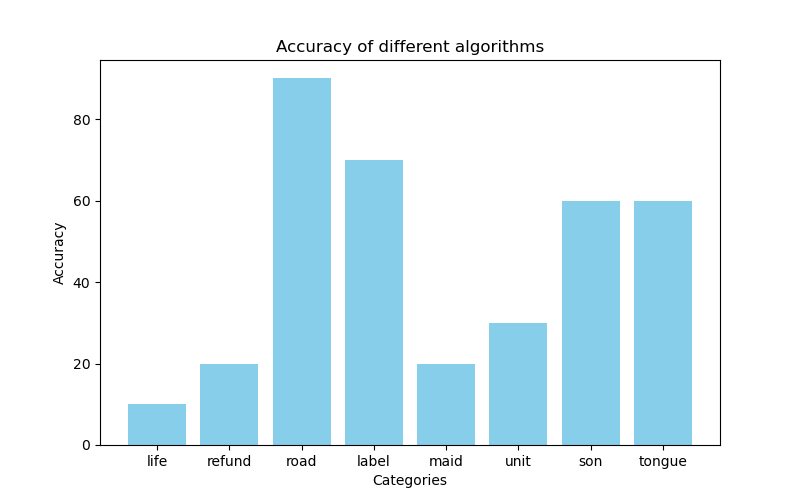 Accuracy of different algorithms
Accuracy
80
60
40
20
0
life refund road label maid unit son tongue
Categories